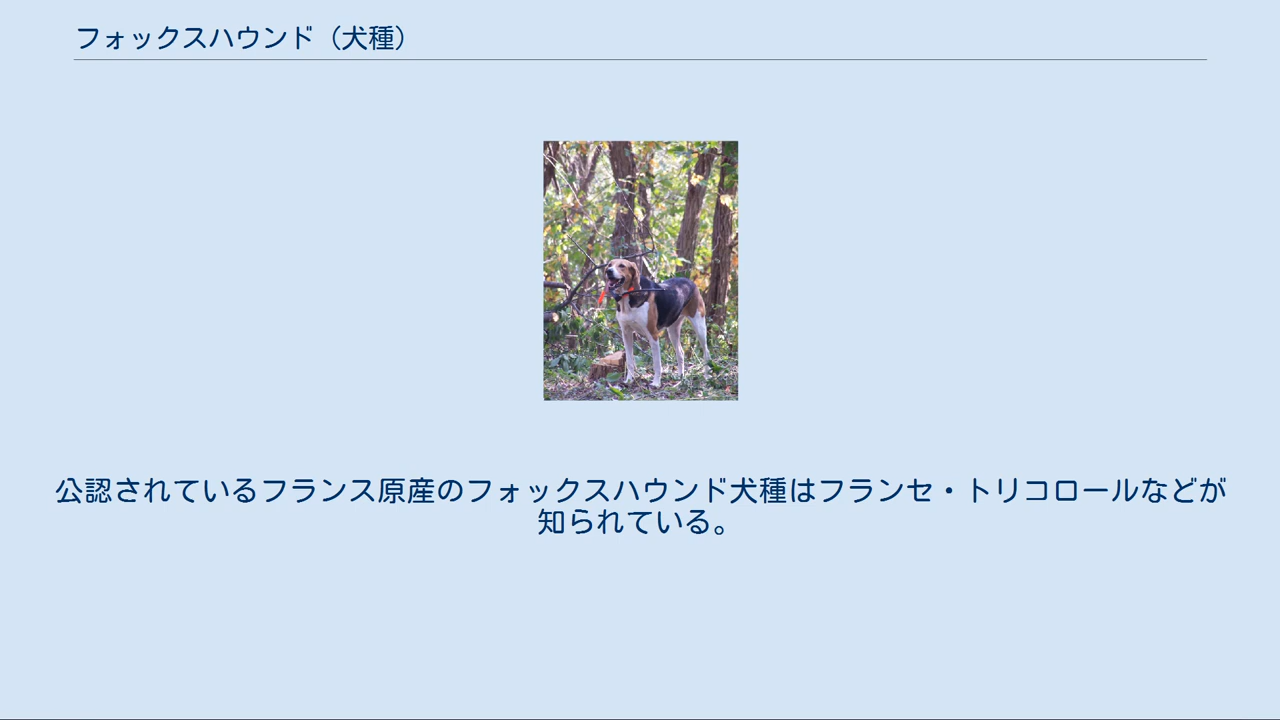 フォックスハウンド（犬種）
公認されているフランス原産のフォックスハウンド犬種はフランセ・トリコロールなどが
知られている。